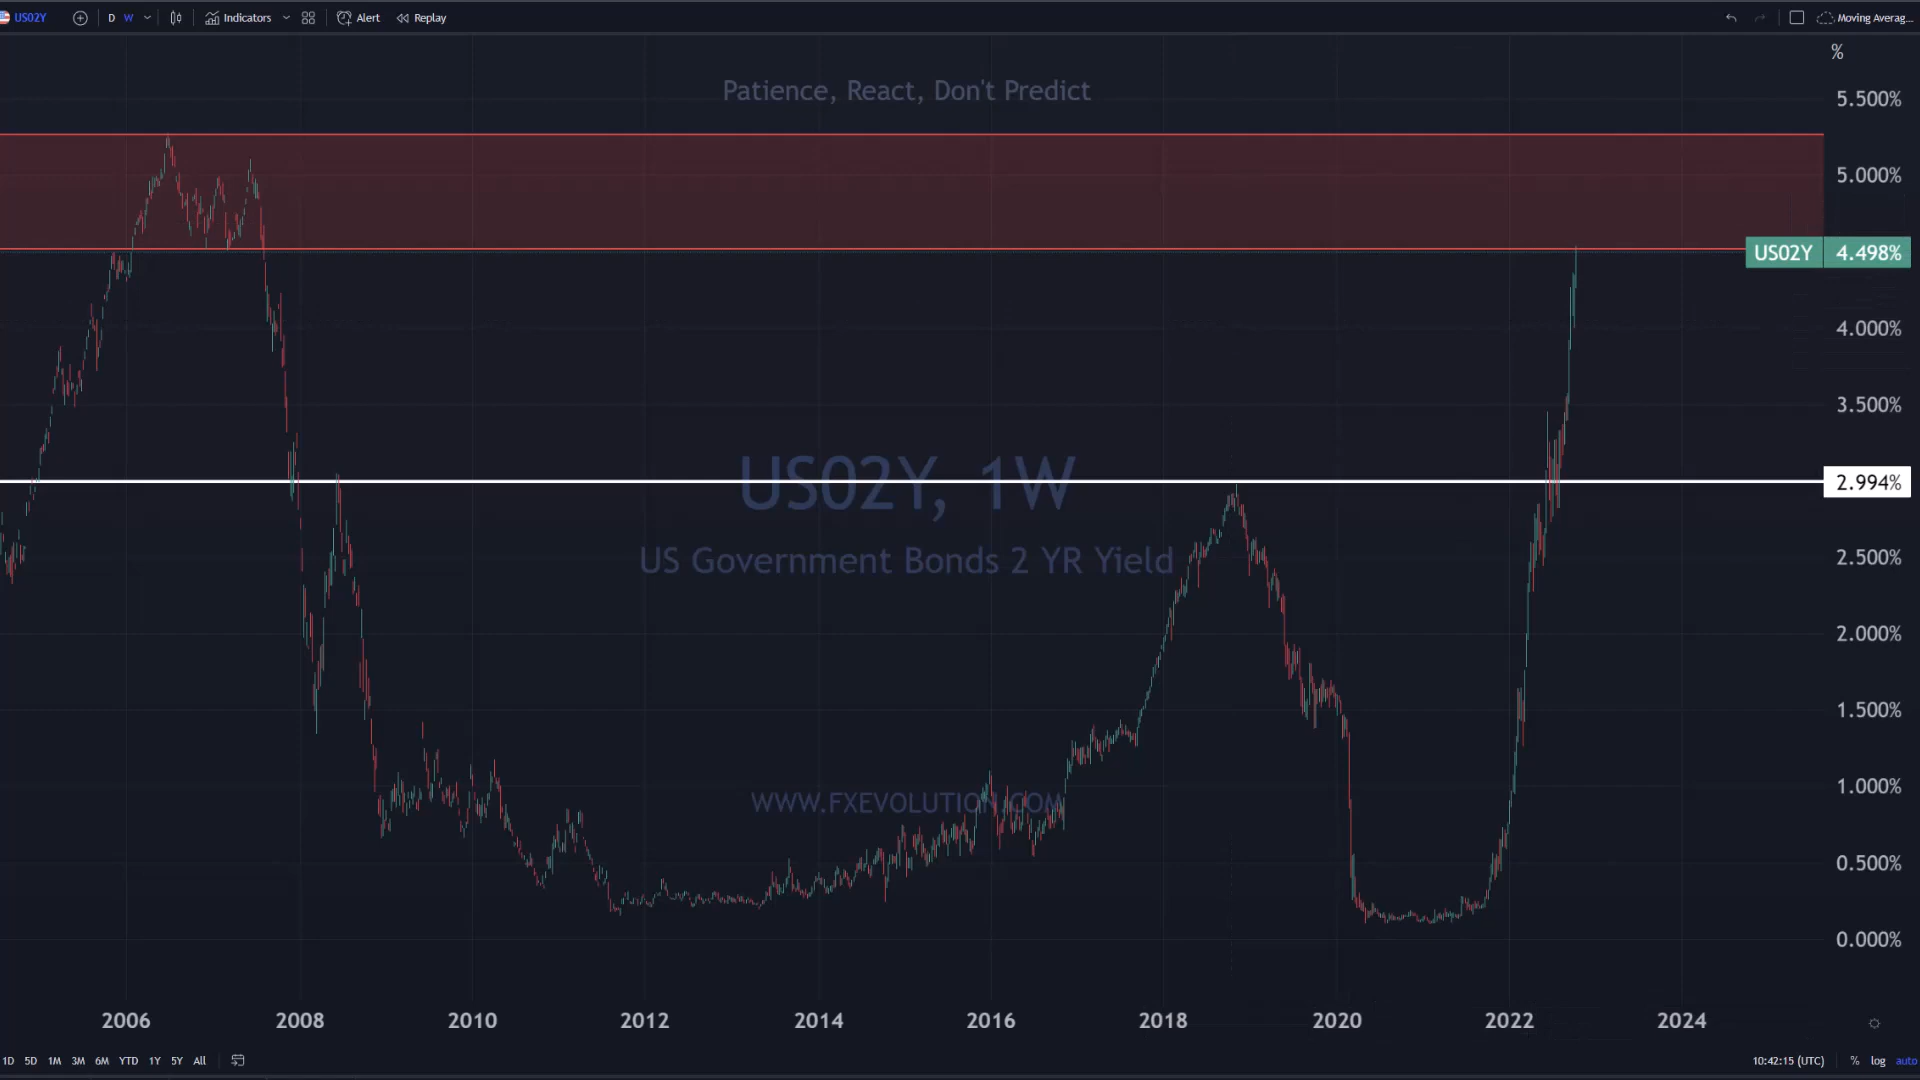 US02Y D W Indicators Alert Replay Moving Averag...
%
Patience, React, Don't Predict
5.500%
5.000%
US02Y 4.498%
4.000%
3.500%
US02Y, 1W
2.994%
US Government Bonds 2 YR Yield
2.500%
2.000%
1.500%
1.000%
WWW.FXEVOLUTION.COM
0.500%
0.000%
2006 2008 2010 2012 2014 2016 2018 2020 2022 2024
1D 5D 1M 3M 6M YTD 1Y 5Y All 10:42:15 (UTC) % log auto